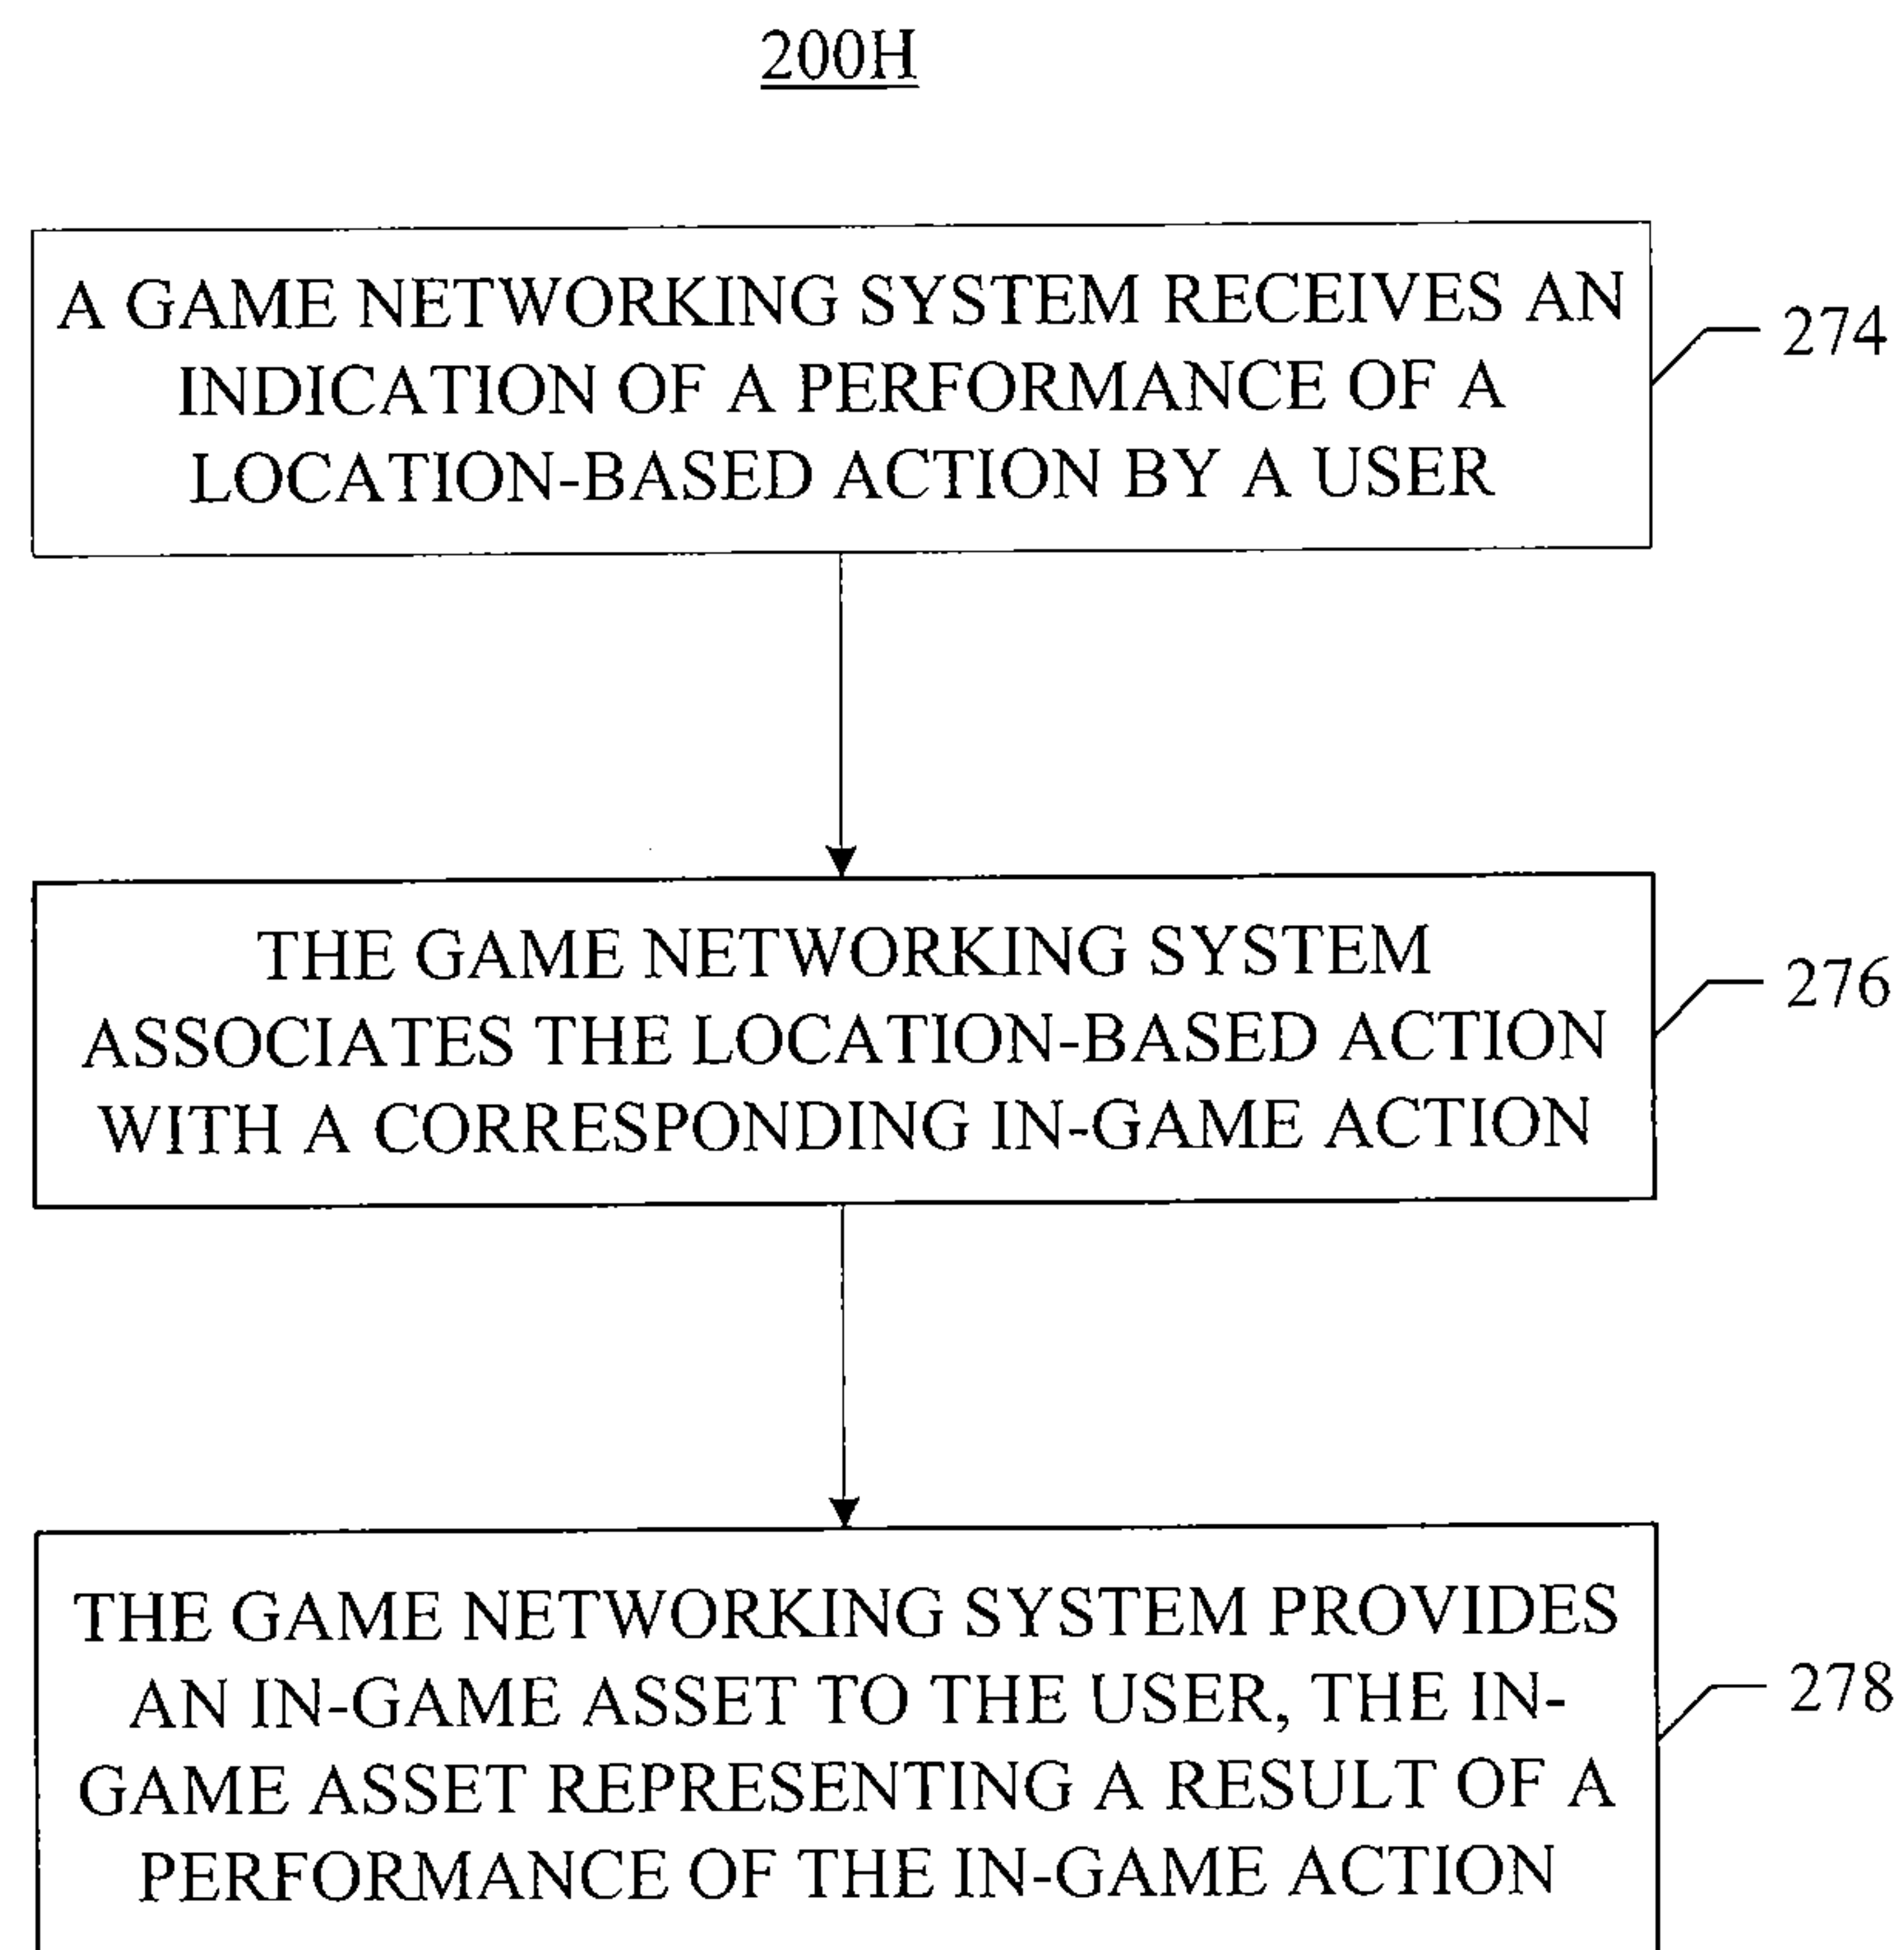 200H
A GAME NETWORKING SYSTEM RECEIVES AN
INDICATION OF A PERFORMANCE OF A
LOCATION-BASED ACTION BY A USER
274
THE GAME NETWORKING SYSTEM
ASSOCIATES THE LOCATION-BASED ACTION
WITH A CORRESPONDING IN-GAME ACTION
276
THE GAME NETWORKING SYSTEM PROVIDES
AN IN-GAME ASSET TO THE USER, THE IN-
GAME ASSET REPRESENTING A RESULT OF A
PERFORMANCE OF THE IN-GAME ACTION
278